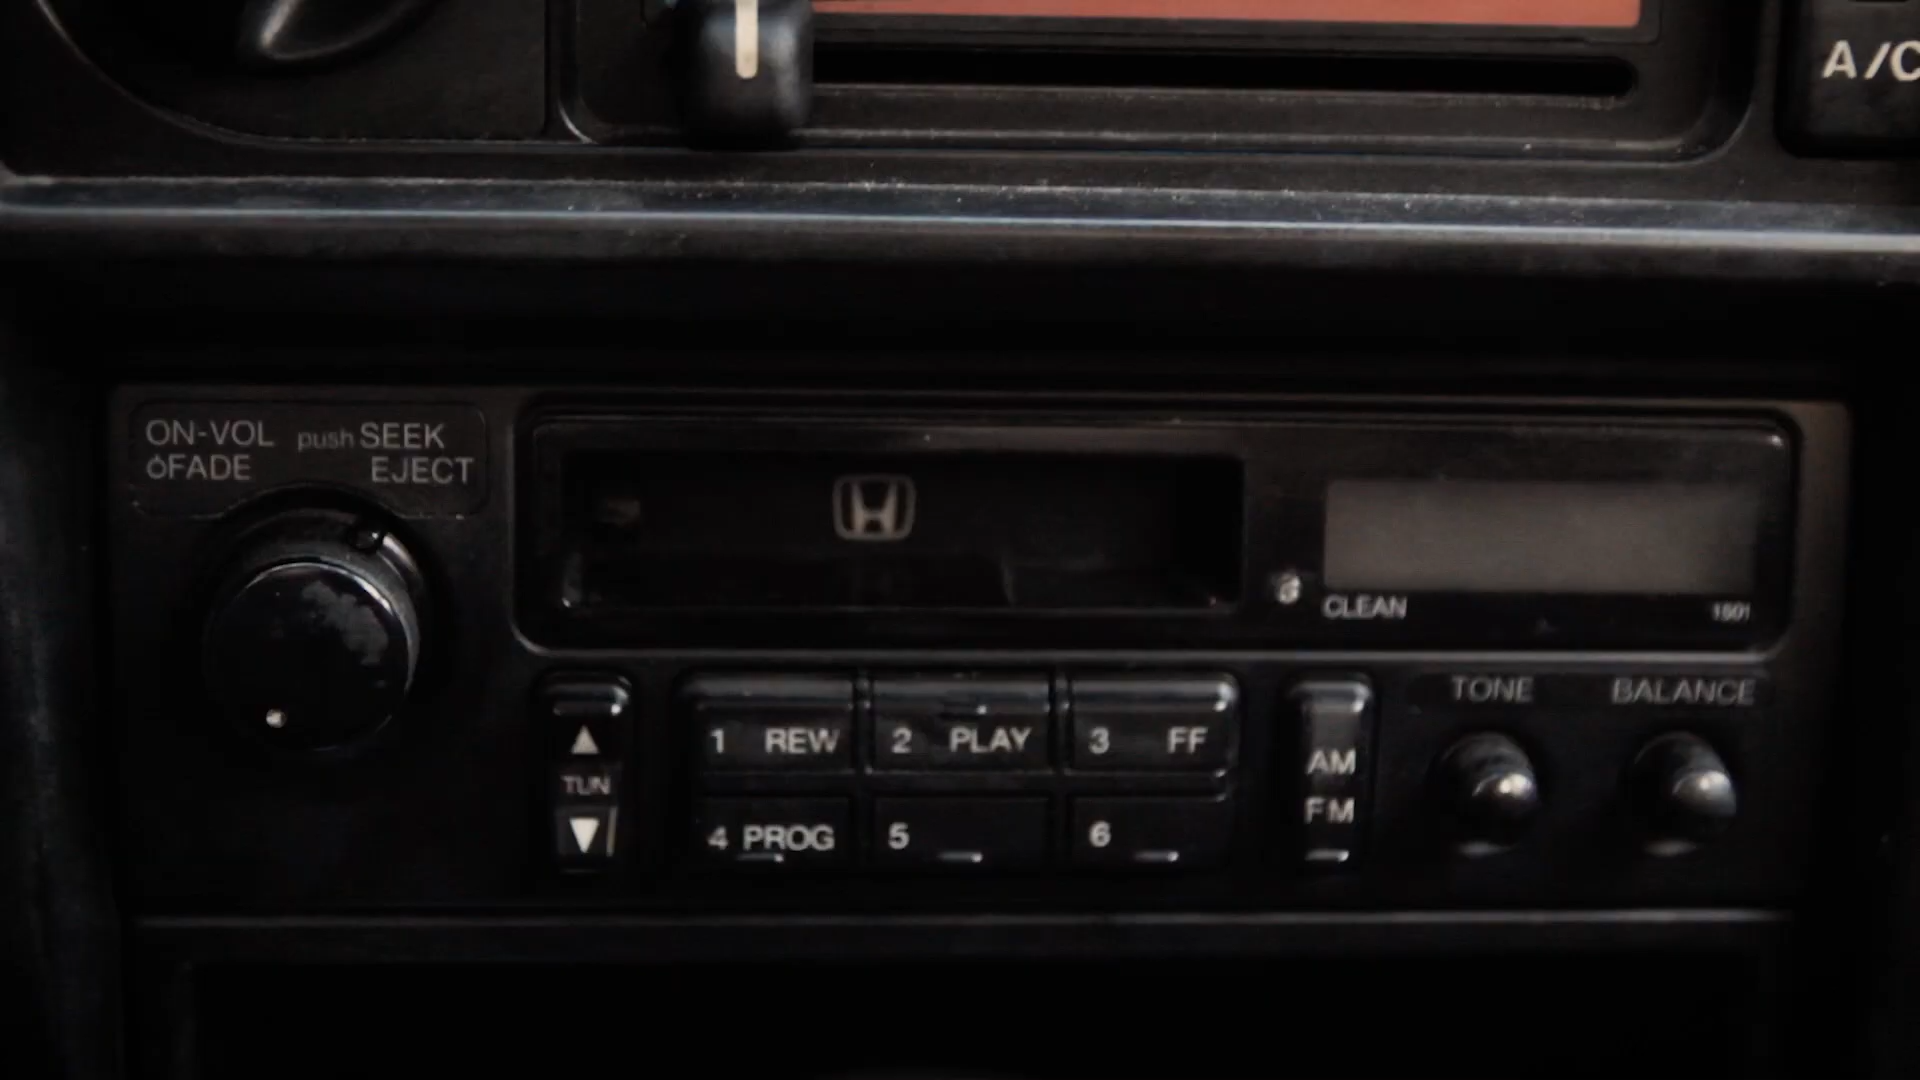 A/C
ON-VOL push SEEK
FADE EJECT
CLEAN 1501
TONE BALANCE
1 REW 2 PLAY 3 FF
TUN
AM
FM
4 PROG 5 6